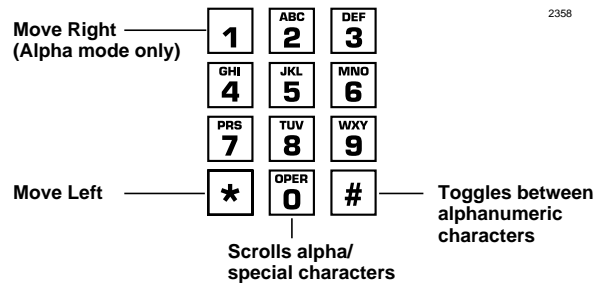 2358
Move Right
(Alpha mode only)
1
ABC
2
DEF
3
GHI
4
JKL
5
MNO
6
PRS
7
TUV
8
WXY
9
Move Left
*
OPER
0
#
Toggles between
alphanumeric
characters
Scrolls alpha/
special characters